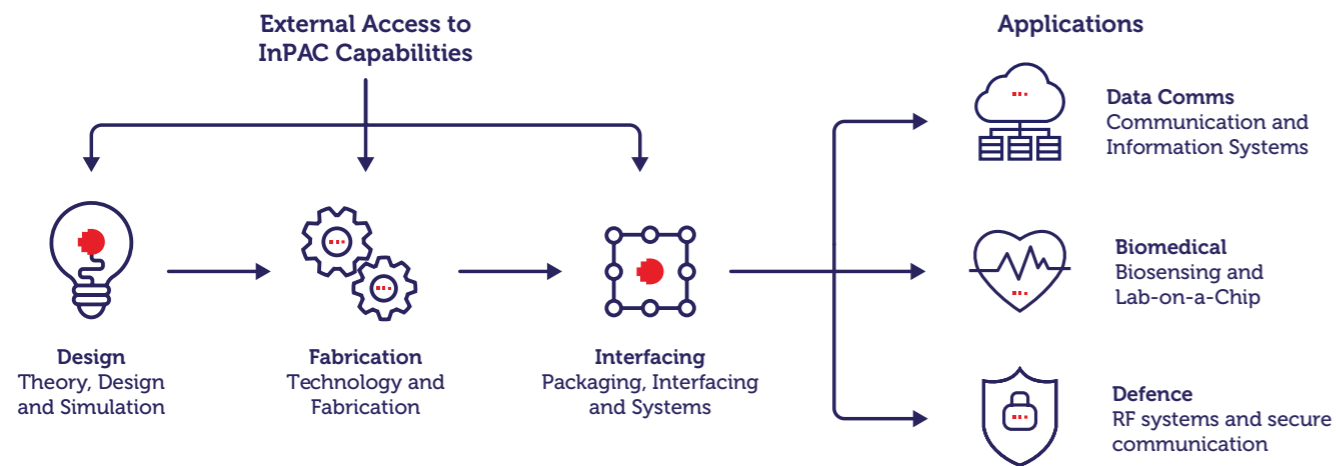 External Access to
InPAC Capabilities
Applications
Data Comms
Communication and
Information Systems
Biomedical
Biosensing and
Lab-on-a-Chip
Design
Theory, Design
and Simulation
Fabrication
Technology and
Fabrication
Interfacing
Packaging, Interfacing
and Systems
Defence
RF systems and secure
communication